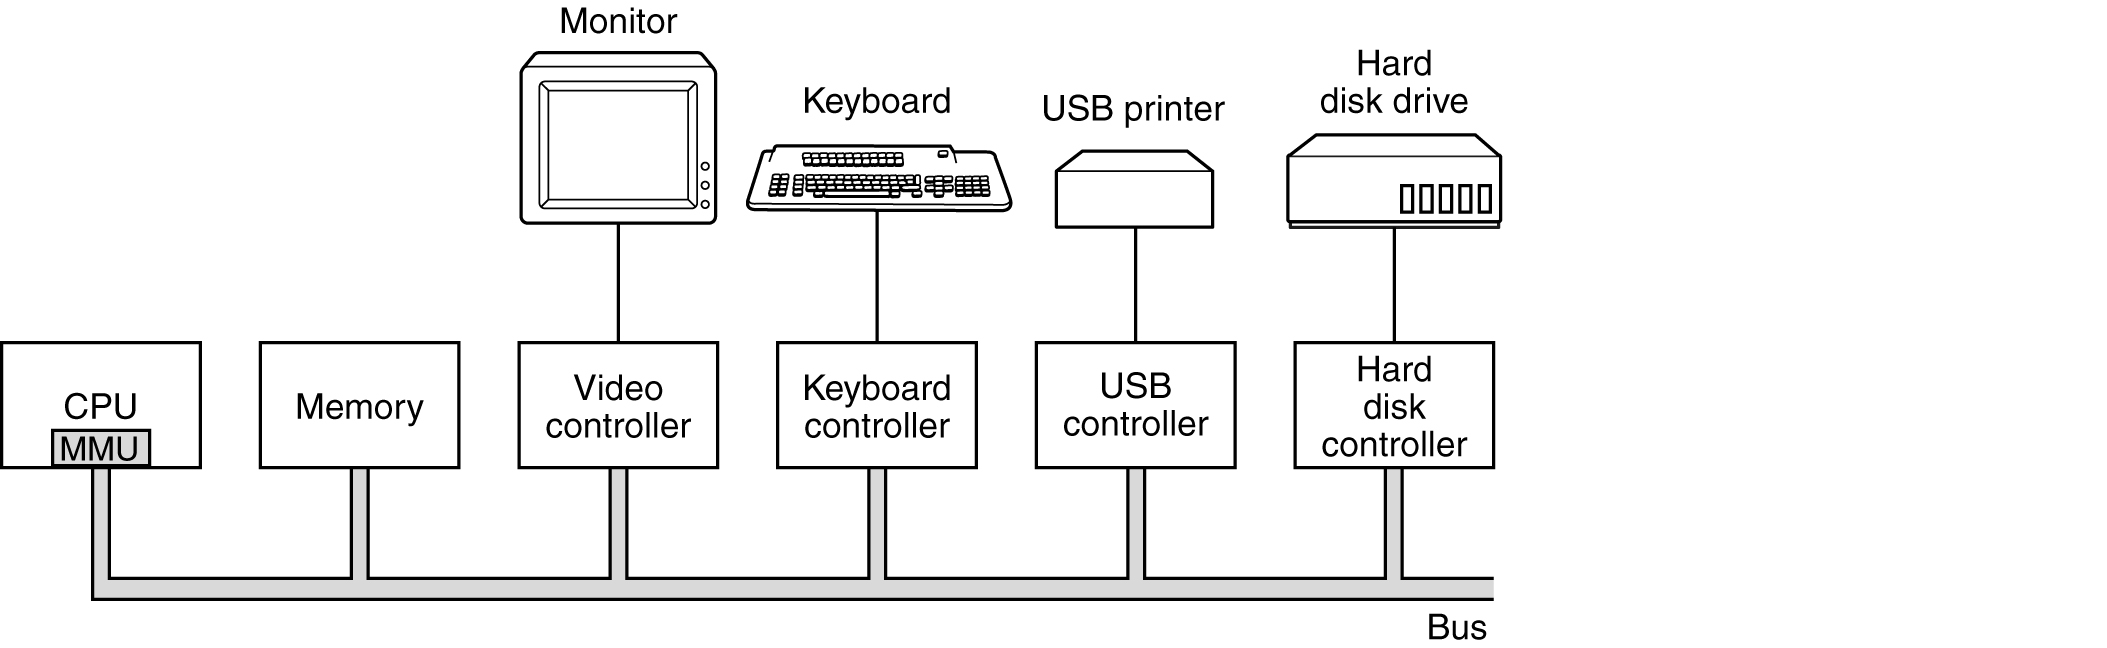 Monitor
Keyboard
USB printer
Hard
disk drive
CPU
MMU
Memory
Video
controller
Keyboard
controller
USB
controller
Hard
disk
controller
Bus